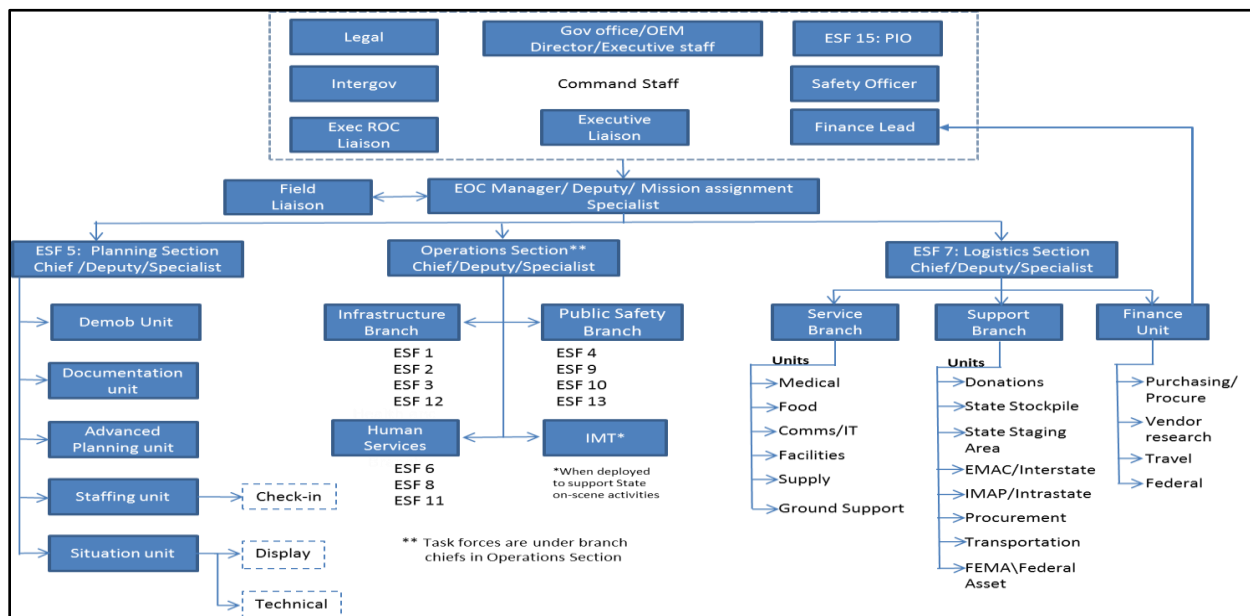 Legal
Gov office/OEM
Director/Executive staff
ESF 15: PIO
Intergov
Command Staff
Safety Officer
Exec ROC
Liaison
Executive
Liaison
Finance Lead
Field
Liaison
EOC Manager/ Deputy/ Mission assignment
Specialist
ESF 5: Planning Section
Chief /Deputy/Specialist
Operations Section**
Chief/Deputy/Specialist
ESF 7: Logistics Section
Chief/Deputy/Specialist
Demob Unit
Documentation
unit
Advanced
Planning unit
Staffing unit
Check-in
Situation unit
Display
Technical
Infrastructure
Branch
ESF 1
ESF 2
ESF 3
ESF 12
Public Safety
Branch
ESF 4
ESF 9
ESF 10
ESF 13
Human
Services
ESF 6
ESF 8
ESF 11
IMT*
*When deployed
to support State
on-scene activities
** Task forces are under branch
chiefs in Operations Section
Service
Branch
Units
Medical
Food
Comms/IT
Facilities
Supply
Ground Support
Support
Branch
Units
Donations
State Stockpile
State Staging
Area
EMAC/Interstate
IMAP/Intrastate
Procurement
Transportation
FEMA\Federal
Asset
Finance
Unit
Purchasing/
Procure
Vendor
research
Travel
Federal